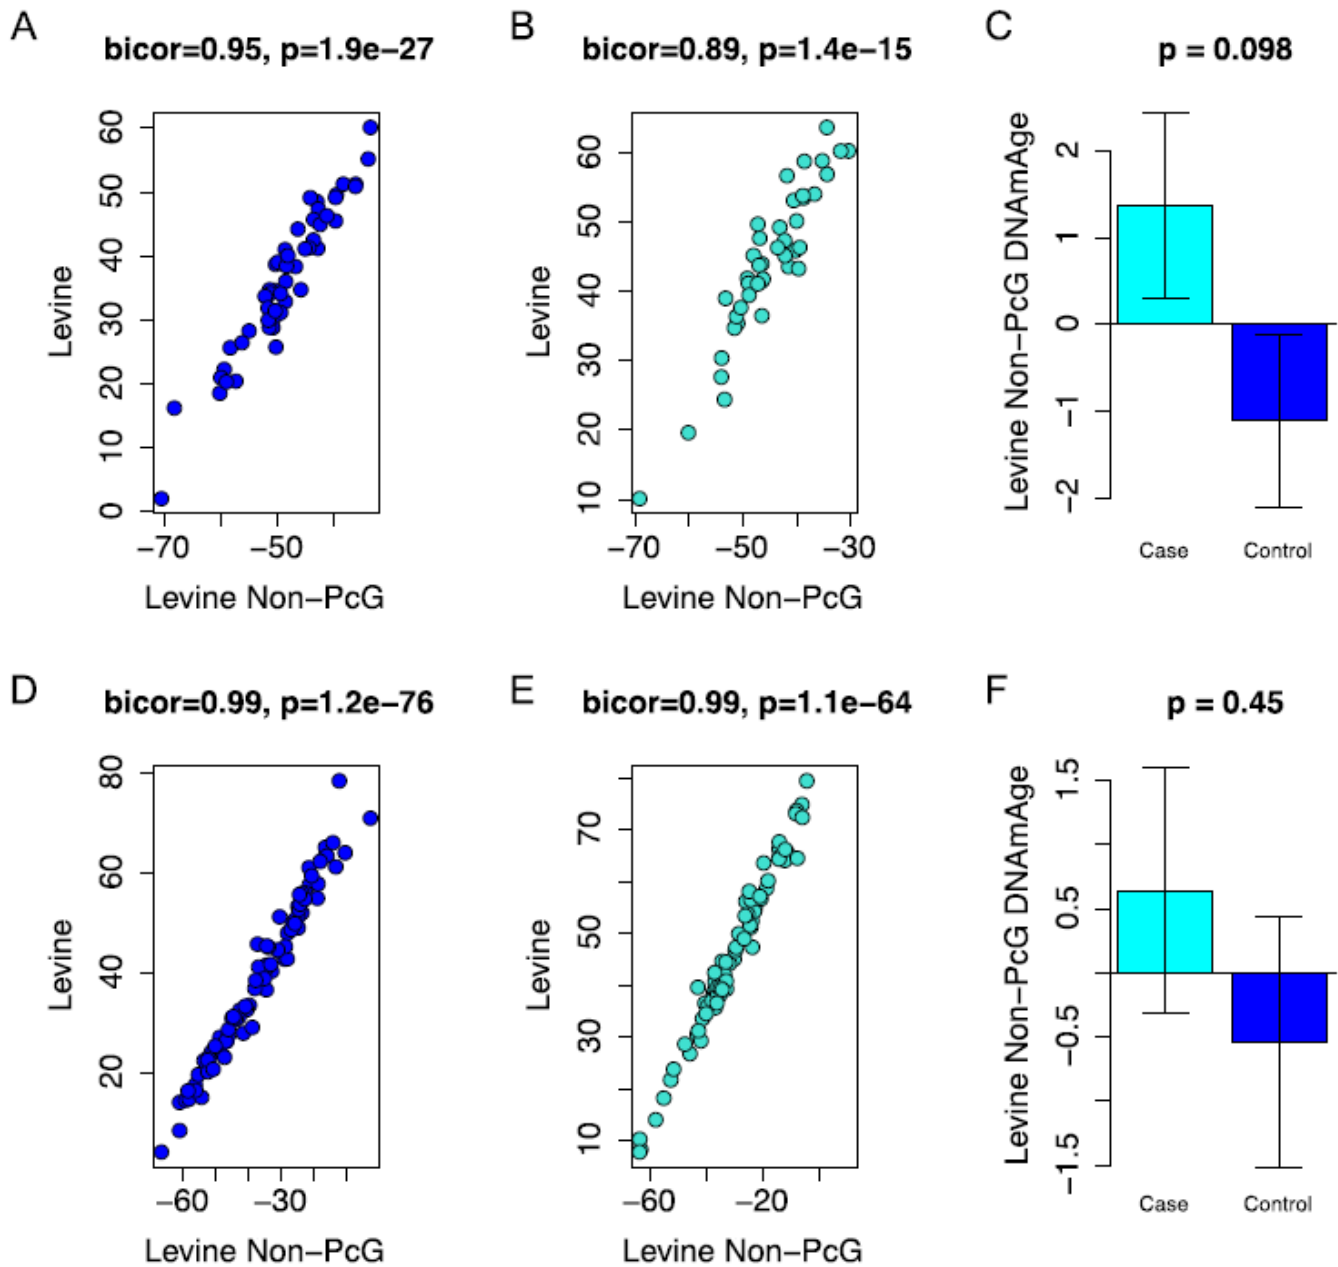 A
bicor=0.95, p=1.9e−27
60
50
40
30
20
10
0
Levine
−70
−50
Levine Non−PcG
B
bicor=0.89, p=1.4e−15
60
50
40
30
20
10
Levine
−70
−50
−30
Levine Non−PcG
C
p = 0.098
2
1
0
−1
−2
Levine Non−PcG DNAmAge
Case
Control
D
bicor=0.99, p=1.2e−76
80
60
40
20
Levine
−60
−30
Levine Non−PcG
E
bicor=0.99, p=1.1e−64
70
50
30
10
Levine
−60
−20
Levine Non−PcG
F
p = 0.45
1.5
0.5
−0.5
−1.5
Levine Non−PcG DNAmAge
Case
Control